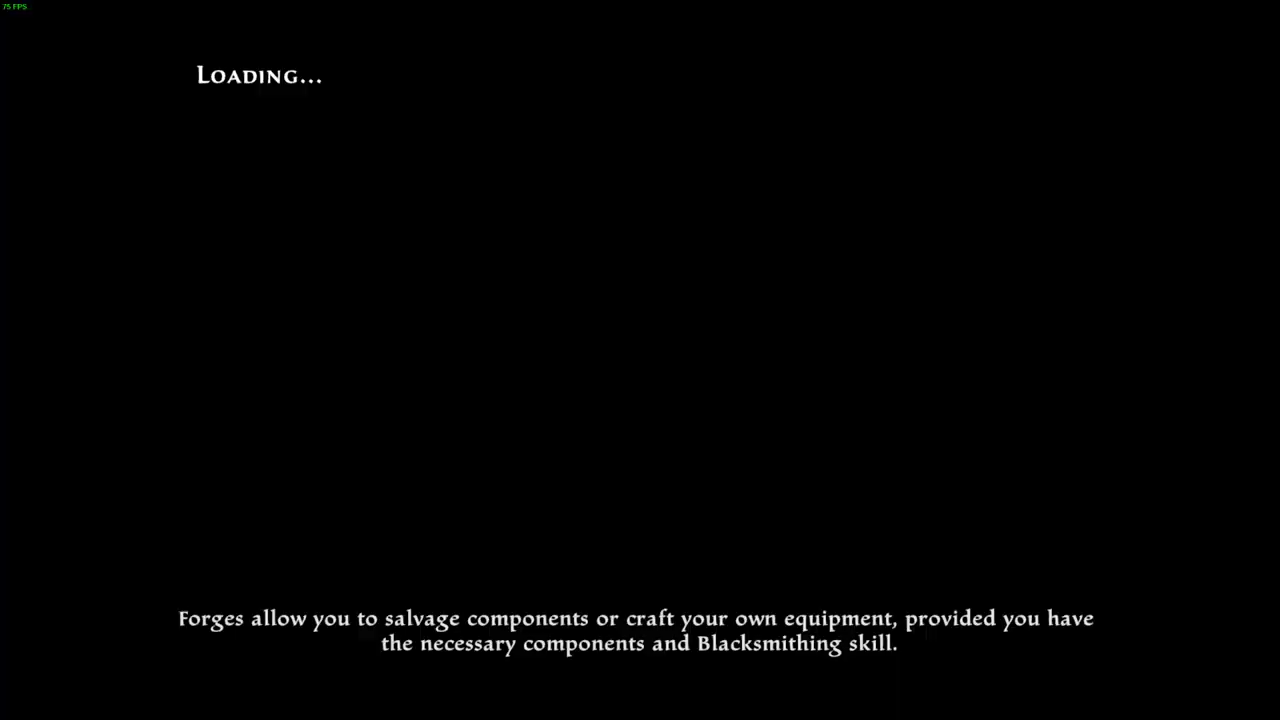 75 FPS
Loading...
Forges allow you to salvage components or craft your own equipment, provided you have
the necessary components and Blacksmithing skill.